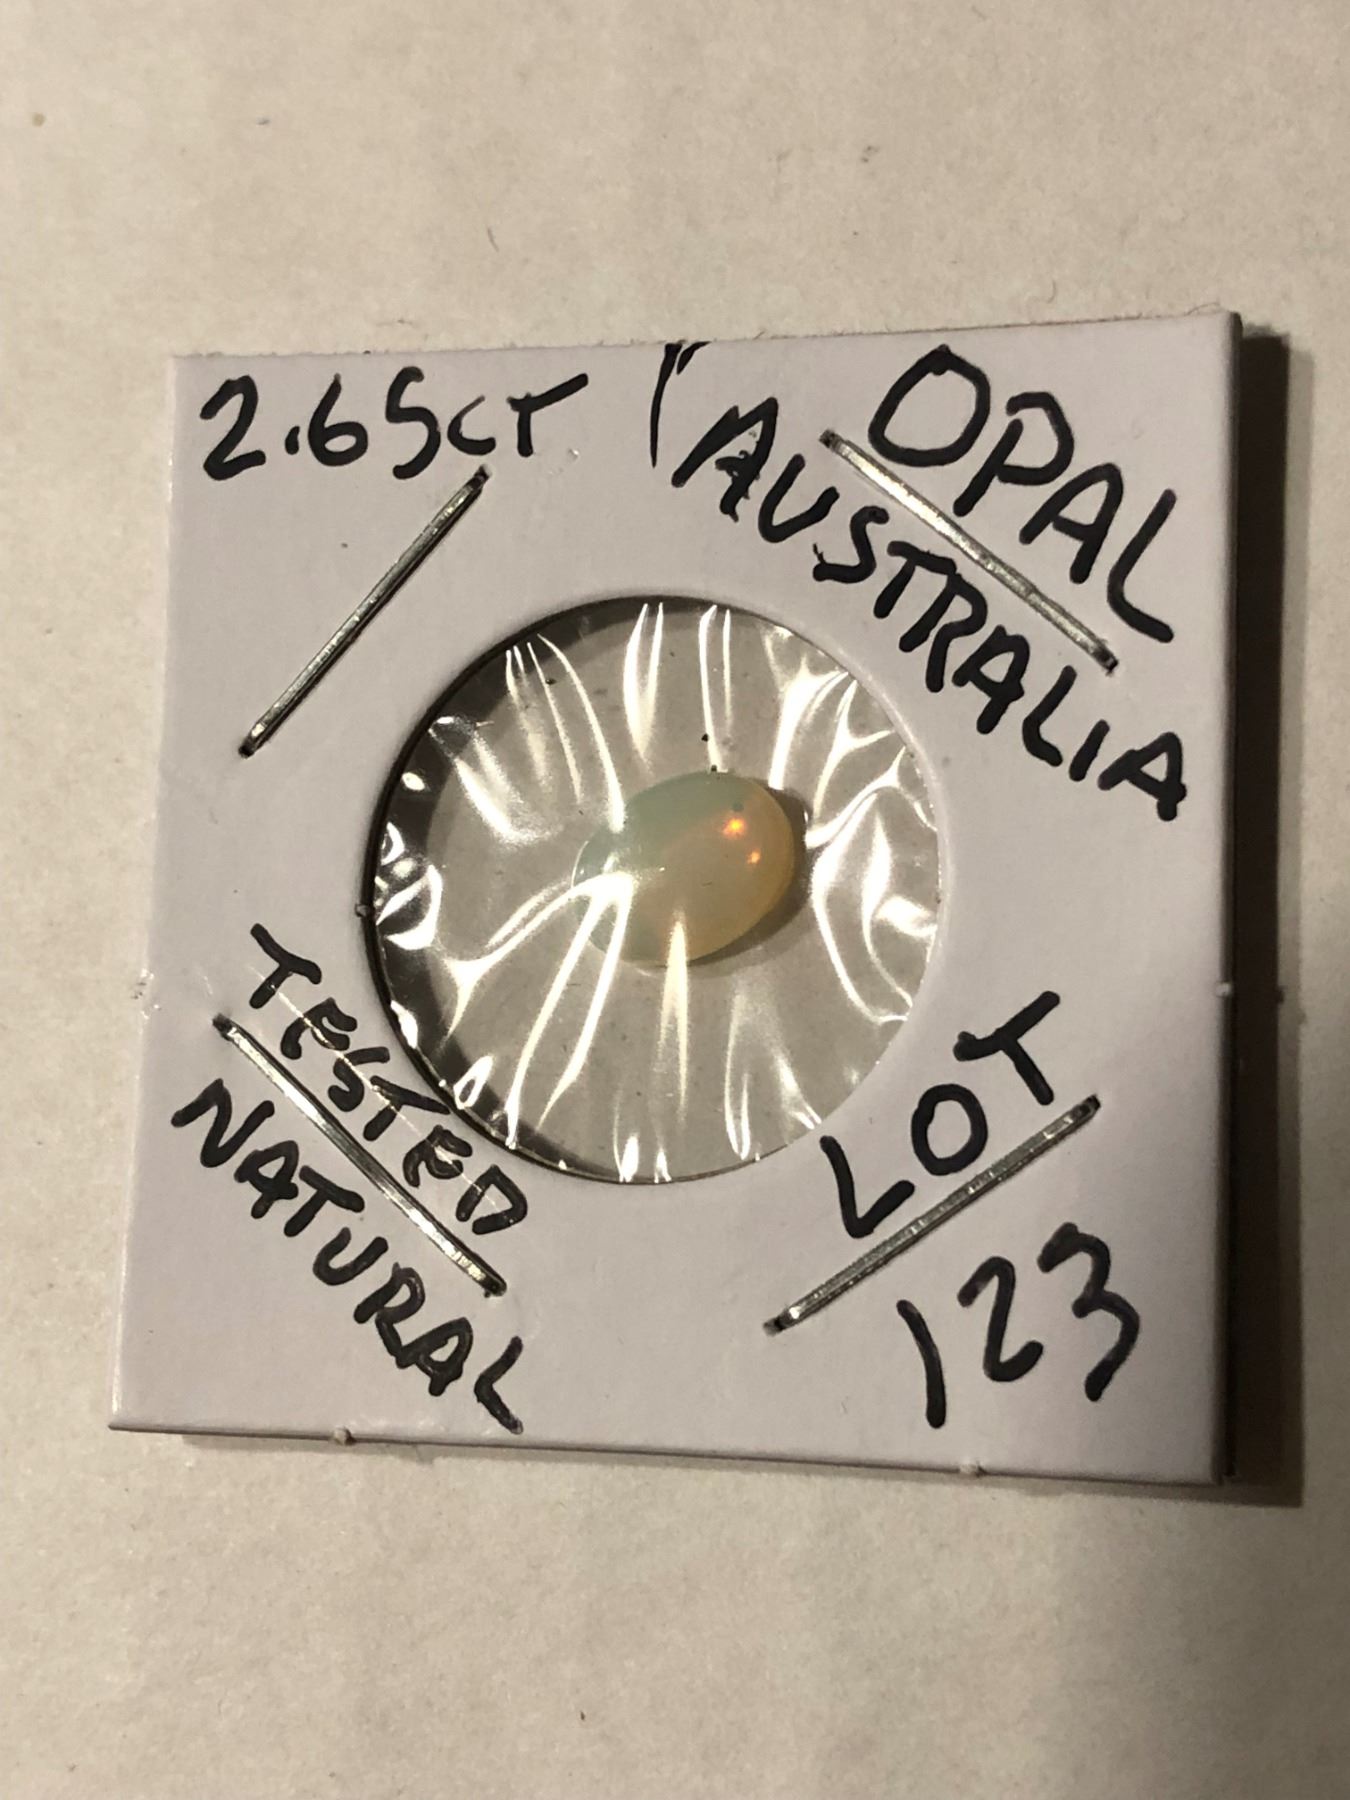 2.65CT
OPAL
AUSTRALIA
TESTED
NATURAL
LOT
123